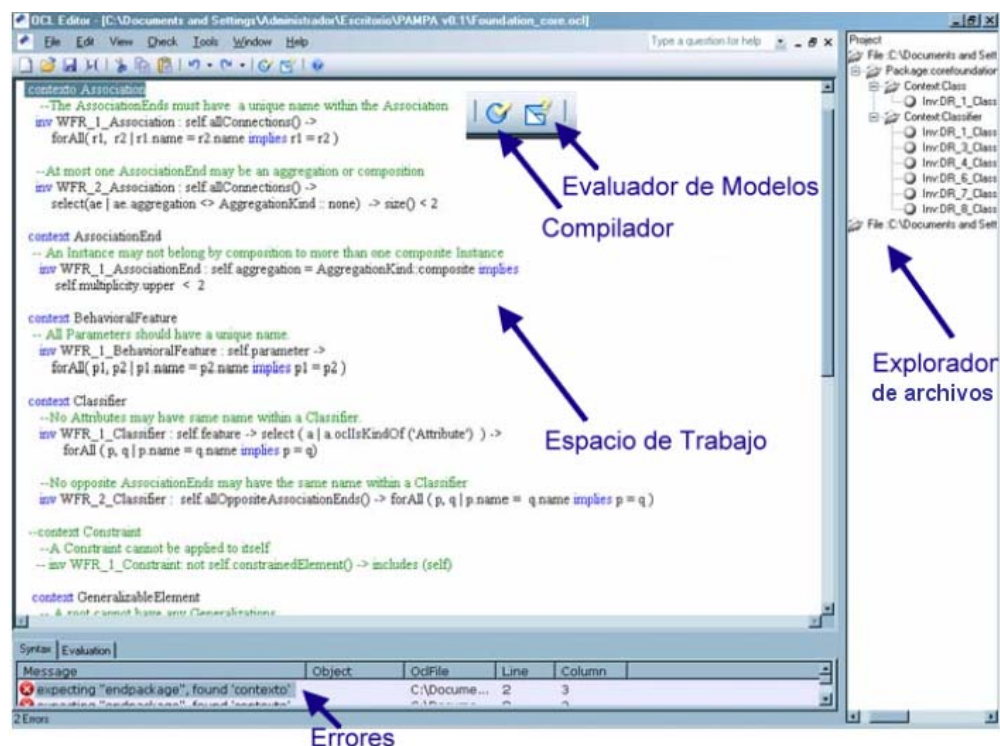 OCL Editor - [C:\Documents and Settings\Administrador\Escritorio\PAMPA v0.1\Foundation_core.ocl]
File Edit View Check Tools Window Help
Type a question for help
contexto Association
--The AssociationEnds must have a unique name within the Association
inv WFR_1_Association : self.allConnections() ->
forAll( r1, r2 | r1.name = r2.name implies r1 = r2 )
--At most one AssociationEnd may be an aggregation or composition
inv WFR_2_Association : self.allConnections() ->
select(ae | ae.aggregation <> AggregationKind :: none) -> size() < 2
context AssociationEnd
-- An Instance may not belong by composition to more than one composite Instance
inv WFR_1_AssociationEnd : self.aggregation = AggregationKind::composite implies
self.multiplicity.upper < 2
context BehavioralFeature
-- All Parameters should have a unique name.
inv WFR_1_BehavioralFeature : self.parameter ->
forAll( p1, p2 | p1.name = p2.name implies p1 = p2 )
context Classifier
--No Attributes may have same name within a Classifier.
inv WFR_1_Classifier : self.feature -> select ( a | a.oclIsKindOf ('Attribute') ) ->
forAll ( p, q | p.name = q.name implies p = q)
--No opposite AssociationEnds may have the same name within a Classifier
inv WFR_2_Classifier : self.allOppositeAssociationEnds() -> forAll ( p, q | p.name = q.name implies p = q )
--context Constraint
--A Constraint cannot be applied to itself
-- inv WFR_1_Constraint: not self.constrainedElement() -> includes (self)
context GeneralizableElement
-- A root cannot have any Generalizations
Evaluador de Modelos
Compilador
Espacio de Trabajo
Project
File :C:\Documents and Sett
Package:corefoundation
Context:Class
Inv:DR_1_Class
Context:Classifier
Inv:DR_1_Class
Inv:DR_3_Class
Inv:DR_4_Class
Inv:DR_6_Class
Inv:DR_7_Class
Inv:DR_8_Class
File :C:\Documents and Sett
Explorador
de archivos
Syntax Evaluation
Message Object OclFile Line Column
expecting "endpackage", found 'contexto' C:\Docume... 2 3
expecting "endpackage", found 'contexto'
2 Errors
Errores